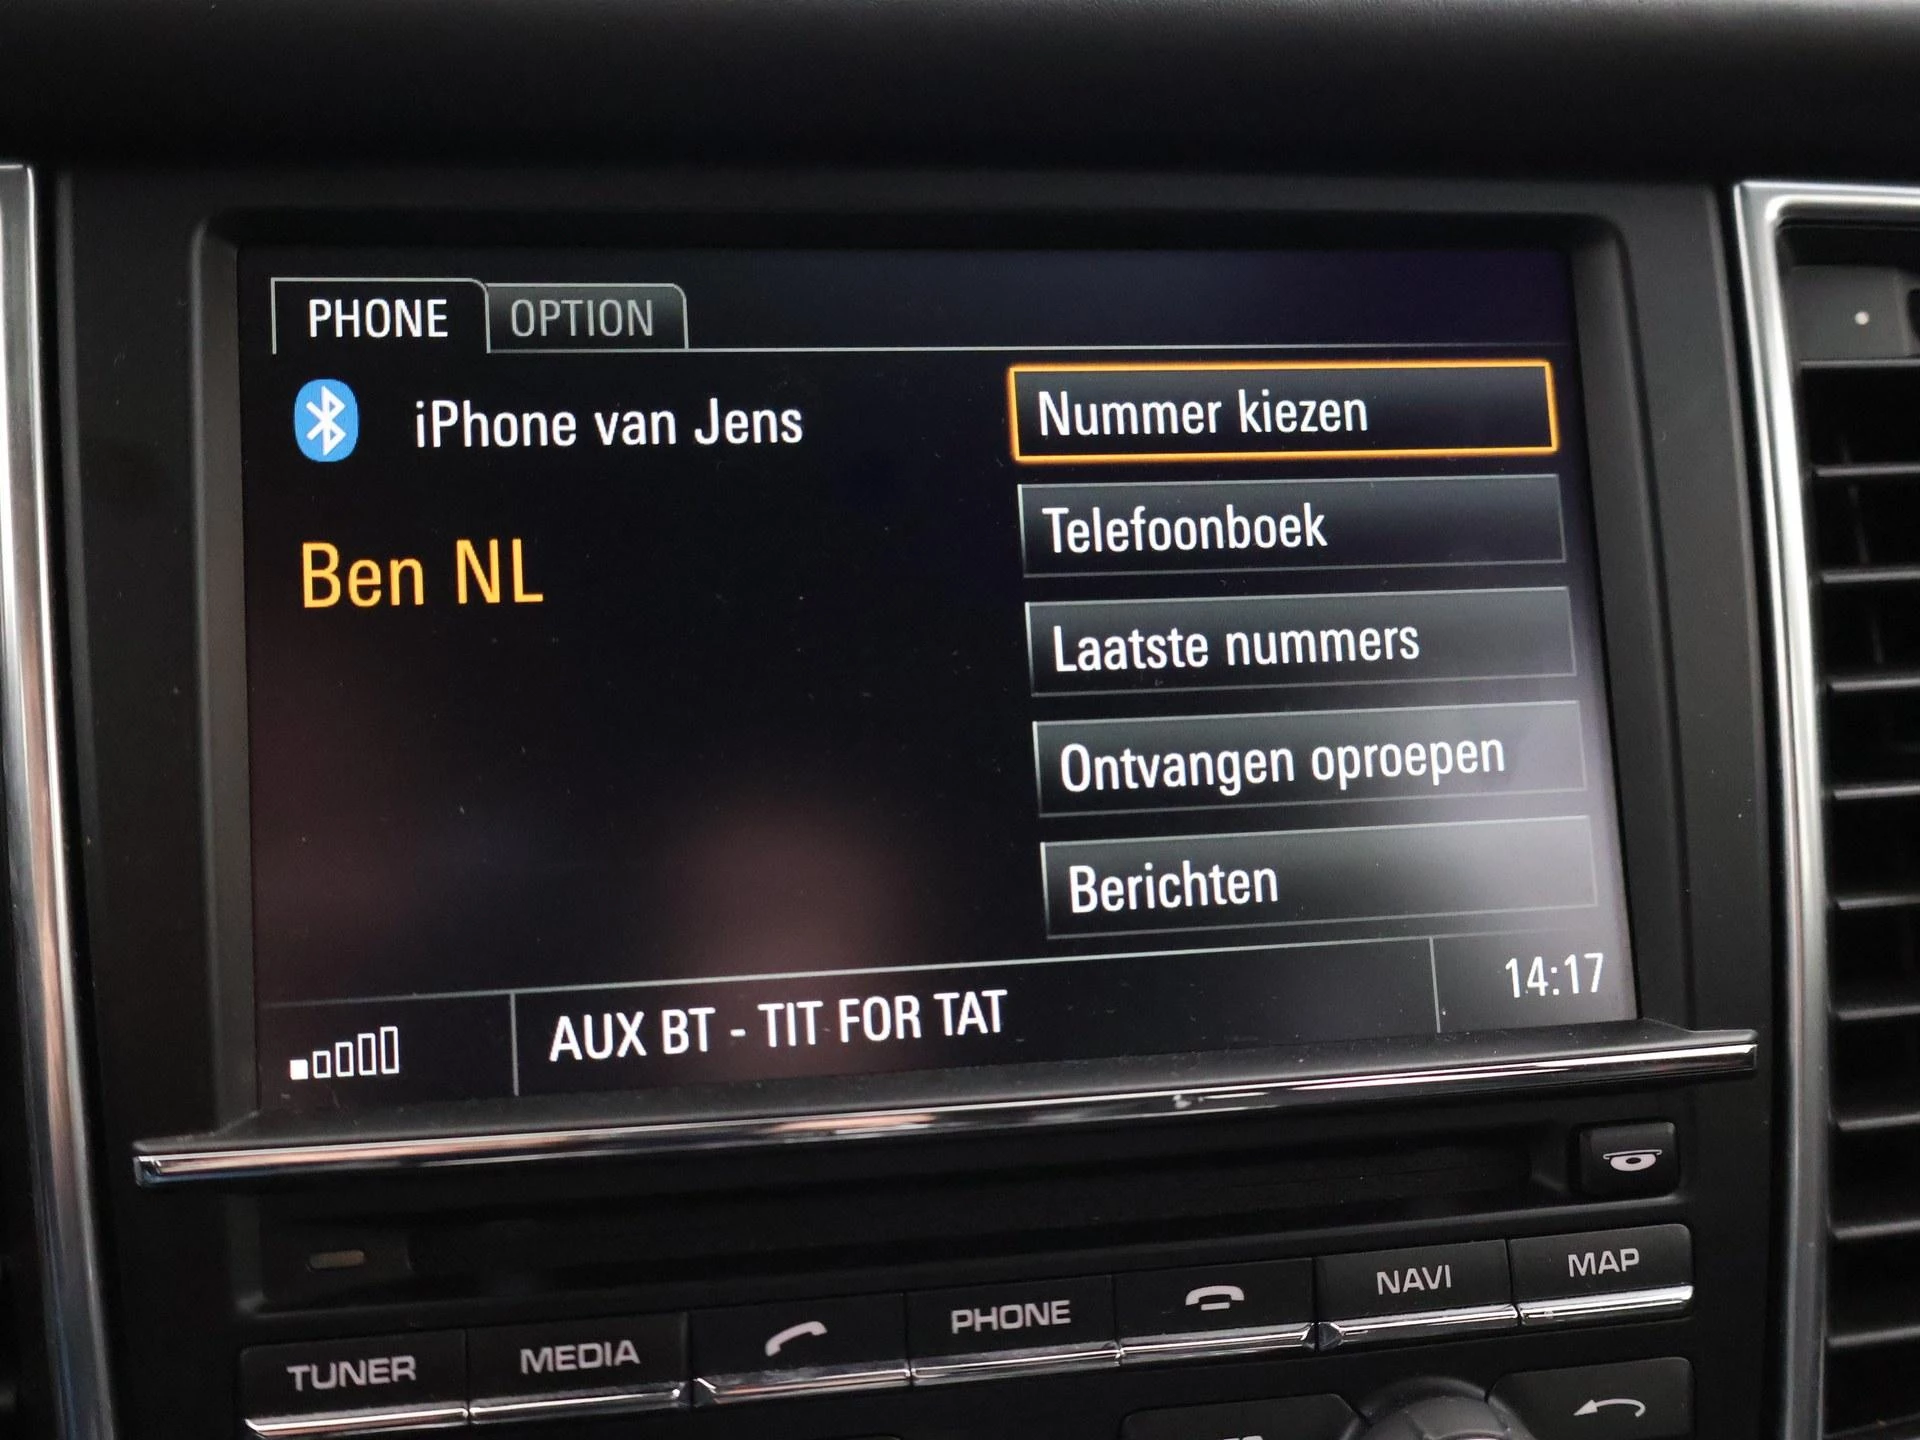 PHONE
OPTION
iPhone van Jens
Ben NL
Nummer kiezen
Telefoonboek
Laatste nummers
Ontvangen oproepen
Berichten
AUX BT - TIT FOR TAT
14:17
TUNER
MEDIA
PHONE
NAVI
MAP